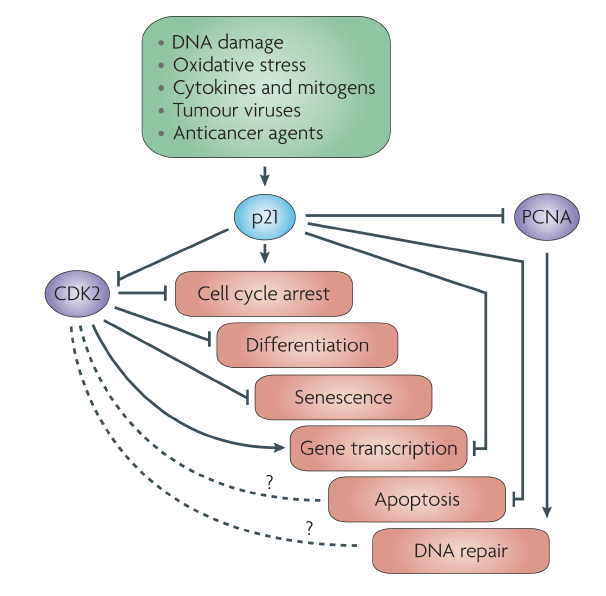 • DNA damage
• Oxidative stress
• Cytokines and mitogens
• Tumour viruses
• Anticancer agents
p21
PCNA
CDK2
Cell cycle arrest
Differentiation
Senescence
Gene transcription
?
Apoptosis
?
DNA repair